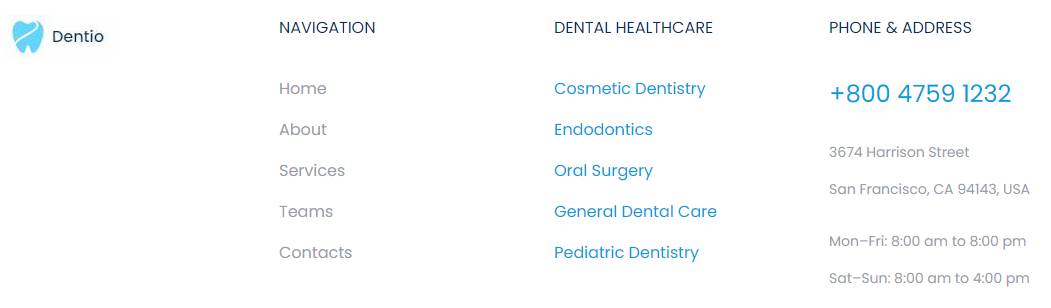 Dentio
NAVIGATION
Home
About
Services
Teams
Contacts
DENTAL HEALTHCARE
Cosmetic Dentistry
Endodontics
Oral Surgery
General Dental Care
Pediatric Dentistry
PHONE & ADDRESS
+800 4759 1232
3674 Harrison Street
San Francisco, CA 94143, USA
Mon–Fri: 8:00 am to 8:00 pm
Sat–Sun: 8:00 am to 4:00 pm